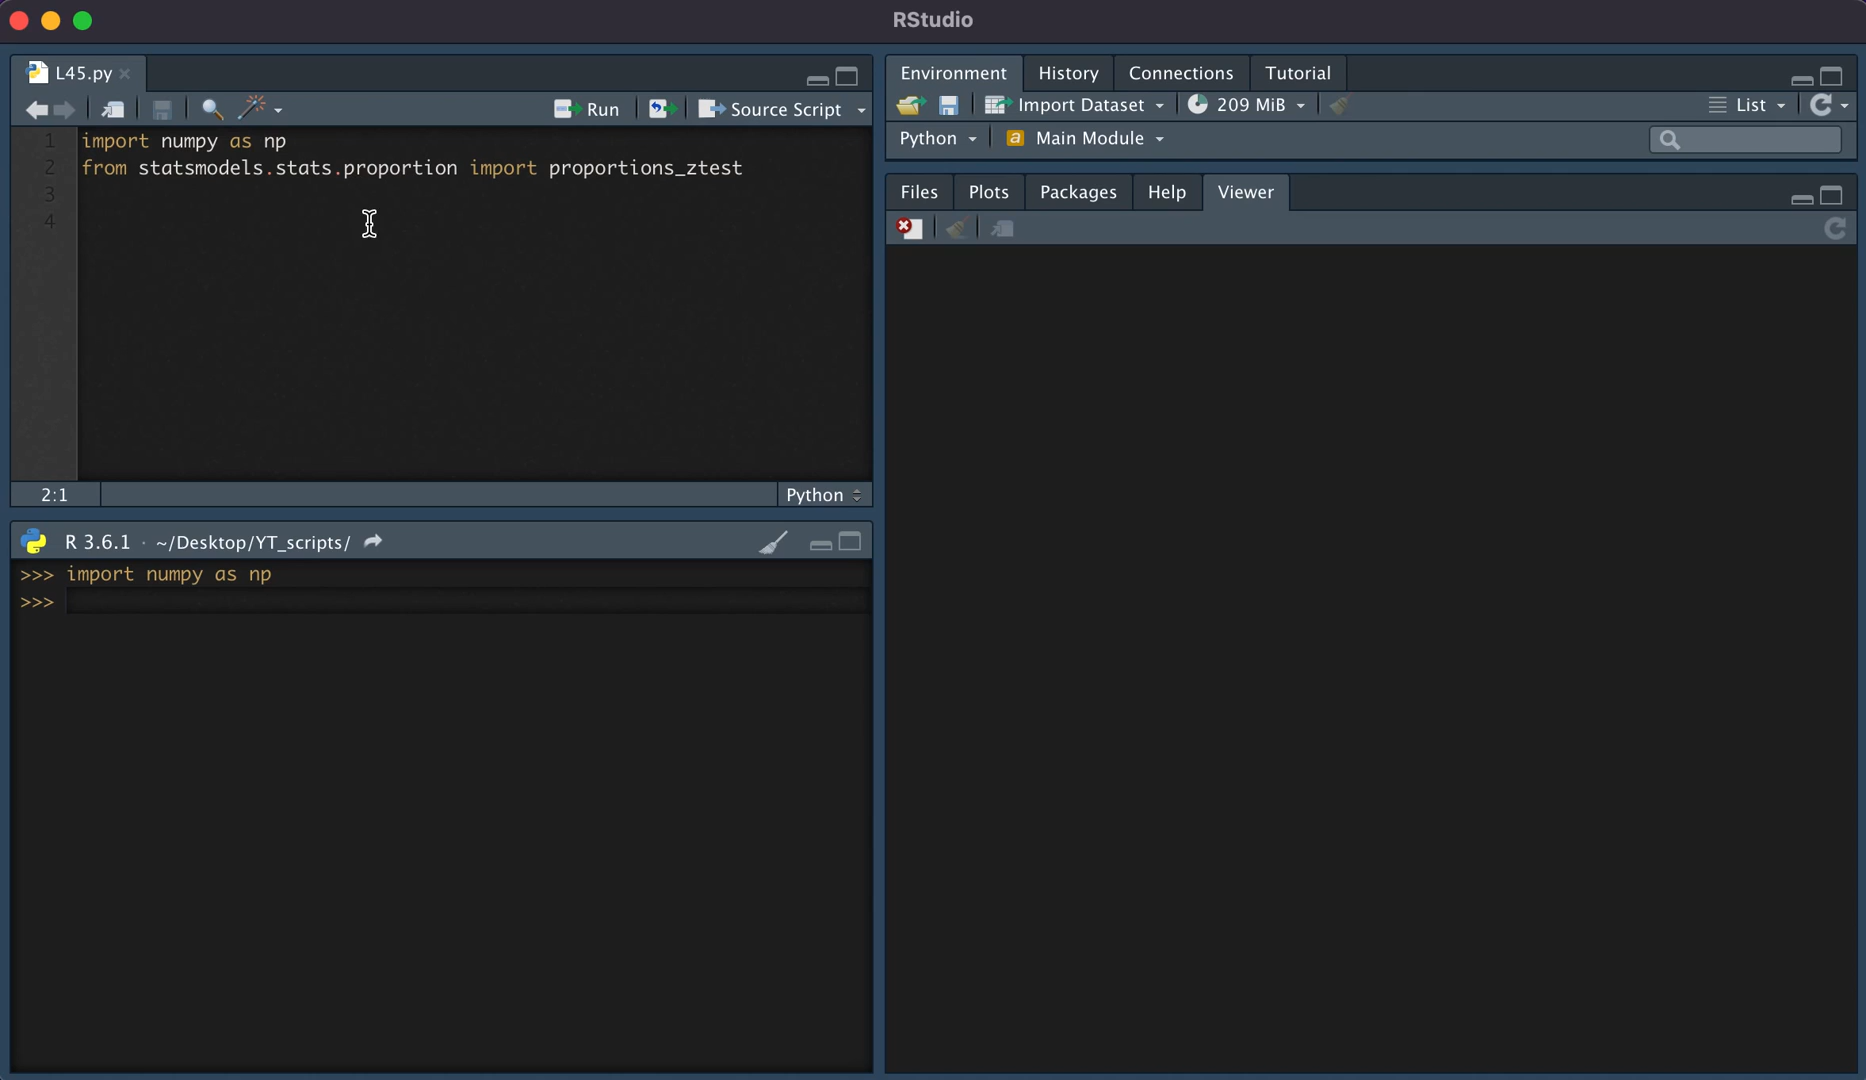 RStudio
L45.py
Run
Source Script
1 import numpy as np
2 from statsmodels.stats.proportion import proportions_ztest
3
4
2:1
Python
R 3.6.1 · ~/Desktop/YT_scripts/
>>> import numpy as np
>>>
Environment History Connections Tutorial
Import Dataset 209 MiB List
Python a Main Module
Files Plots Packages Help Viewer